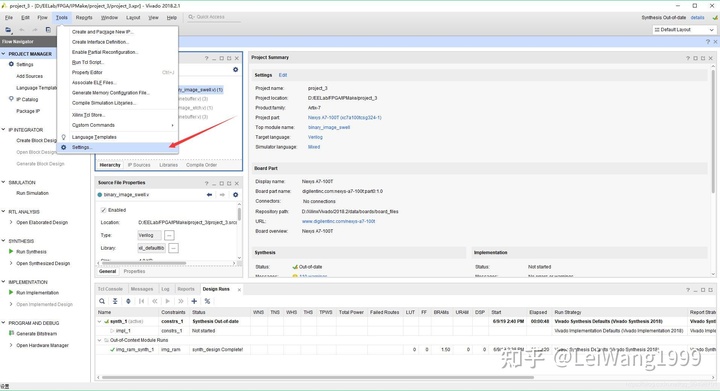 project_3 - [D:/EELab/FPGA/IPMake/project_3/project_3.xpr] - Vivado 2018.2.1
File Edit Flow Tools Reports Window Layout View Help Quick Access
Synthesis Out-of-date details
Default Layout
Flow Navigator
PROJECT MANAGER
Settings
Add Sources
Language Templates
IP Catalog
Package IP
IP INTEGRATOR
Create Block Design
Open Block Design
Generate Block Design
SIMULATION
Run Simulation
RTL ANALYSIS
Open Elaborated Design
SYNTHESIS
Run Synthesis
Open Synthesized Design
IMPLEMENTATION
Run Implementation
Open Implemented Design
PROGRAM AND DEBUG
Generate Bitstream
Open Hardware Manager
Create and Package New IP...
Create Interface Definition...
Enable Partial Reconfiguration...
Run Tcl Script...
Property Editor Ctrl+J
Associate ELF Files...
Generate Memory Configuration File...
Compile Simulation Libraries...
Xilinx Tcl Store...
Custom Commands
Language Templates
Settings...
Hierarchy IP Sources Libraries Compile Order
Source File Properties
binary_image_swell.v
Enabled
Location: D:/EELab/FPGA/IPMake/project_3/project_3.srcs
Type: Verilog
Library: xil_defaultlib
General Properties
Project Summary
Settings Edit
Project name: project_3
Project location: D:/EELab/FPGA/IPMake/project_3
Product family: Artix-7
Project part: Nexys A7-100T (xc7a100tcsg324-1)
Top module name: binary_image_swell
Target language: Verilog
Simulator language: Mixed
Board Part
Display name: Nexys A7-100T
Board part name: digilentinc.com:nexys-a7-100t:part0:1.0
Connectors: No connections
Repository path: D:/Xilinx/Vivado/2018.2/data/boards/board_files
URL: www.digilentinc.com/nexys-a7-100t
Board overview: Nexys A7-100T
Synthesis Implementation
Status: Out-of-date Status: Not started
Tcl Console Messages Log Reports Design Runs
Name Constraints Status WNS TNS WHS THS TPWS Total Power Failed Routes LUT FF BRAMs URAM DSP Start Elapsed Run Strategy Report Strategy
synth_1 (active) constrs_1 Synthesis Out-of-date 6/9/19 2:40 PM 00:00:48 Vivado Synthesis Defaults (Vivado Synthesis 2018)
impl_1 constrs_1 Not started Vivado Implementation Defaults (Vivado Implementation 2018)
Out-of-Context Module Runs
img_ram_synth_1 img_ram synth_design Complete! 0 0 1.50 0 0
知乎 @LeiWang1999
设置